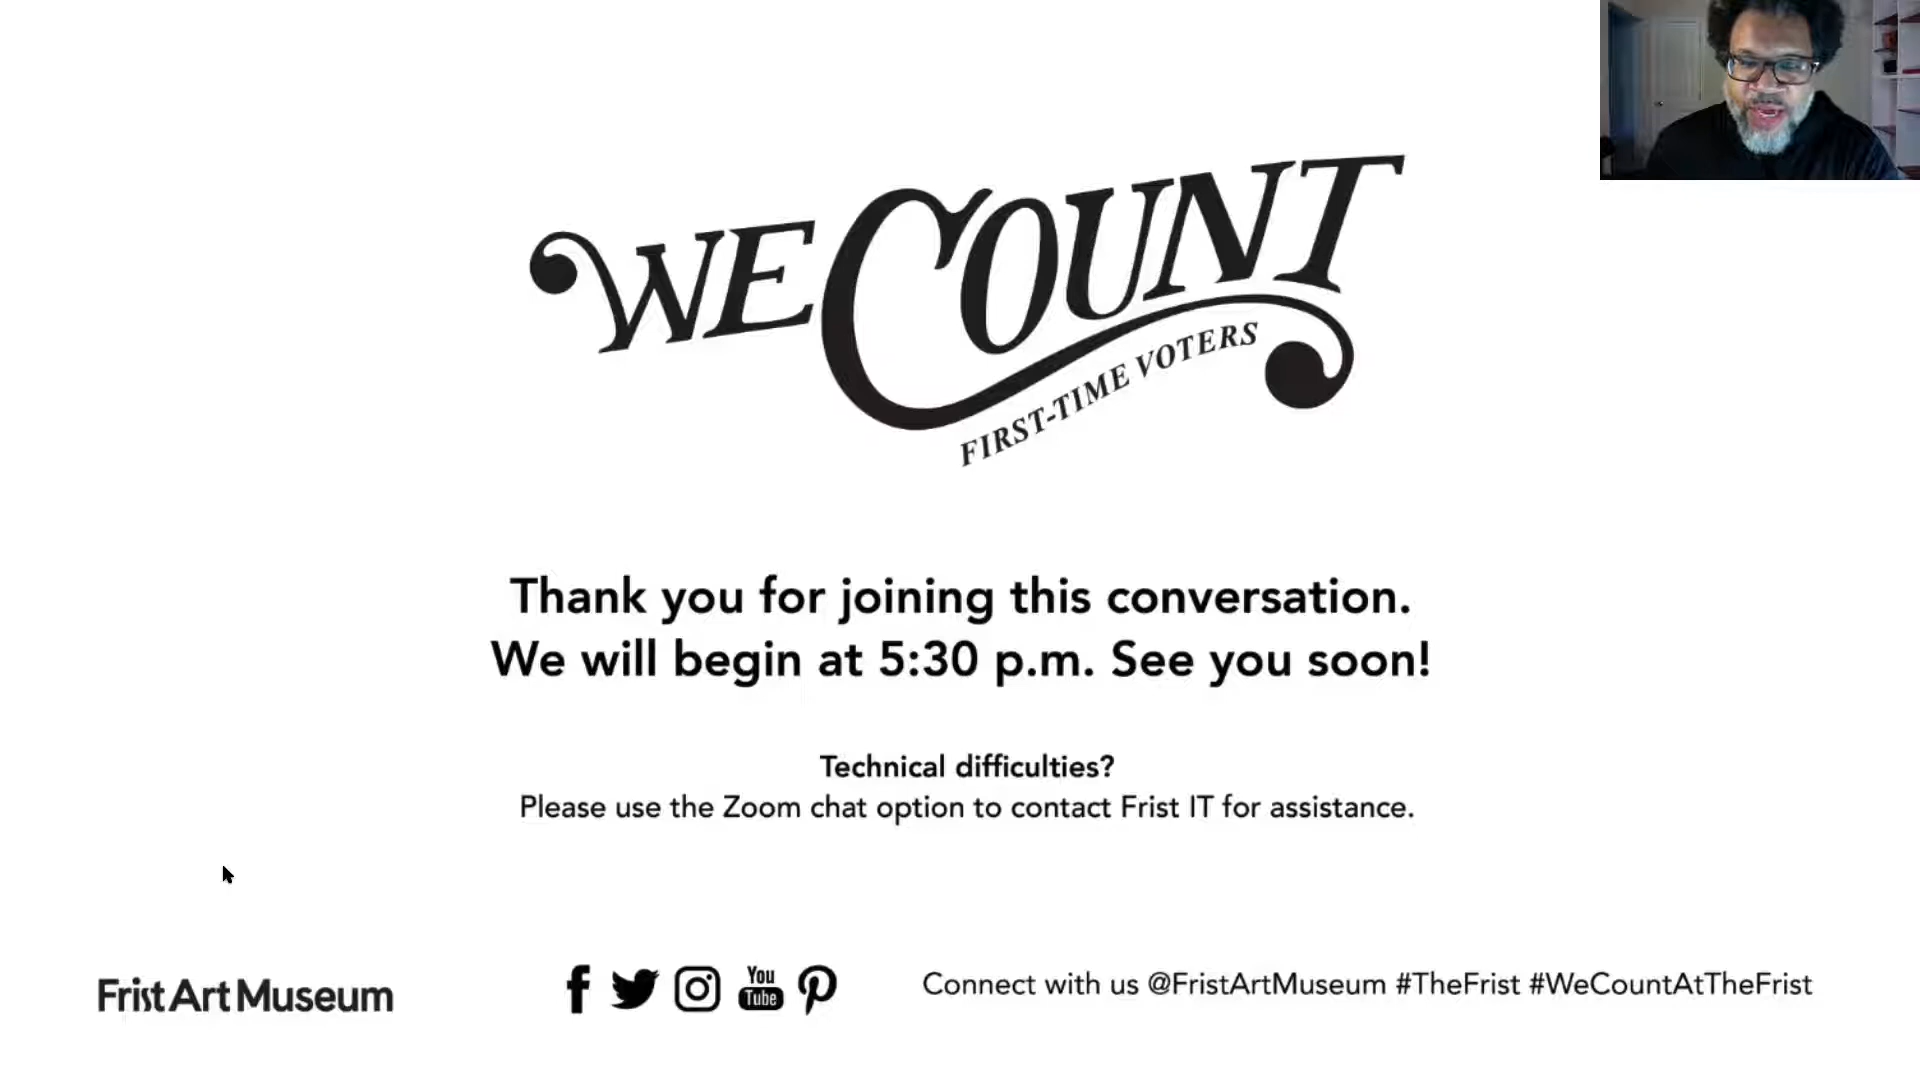 WE COUNT
FIRST-TIME VOTERS
Thank you for joining this conversation.
We will begin at 5:30 p.m. See you soon!
Technical difficulties?
Please use the Zoom chat option to contact Frist IT for assistance.
Frist Art Museum
You Tube
Connect with us @FristArtMuseum #TheFrist #WeCountAtTheFrist